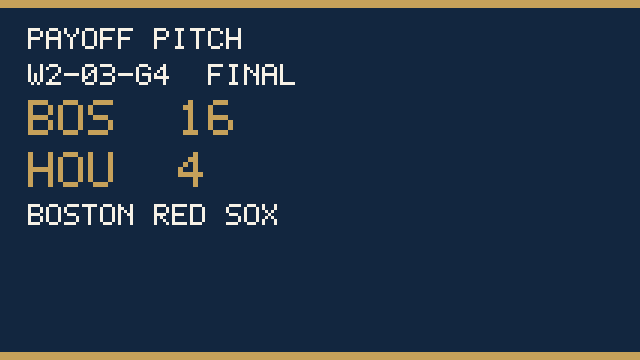 PAYOFF PITCH
W2-03-G4 FINAL
BOS 16
HOU 4
BOSTON RED SOX